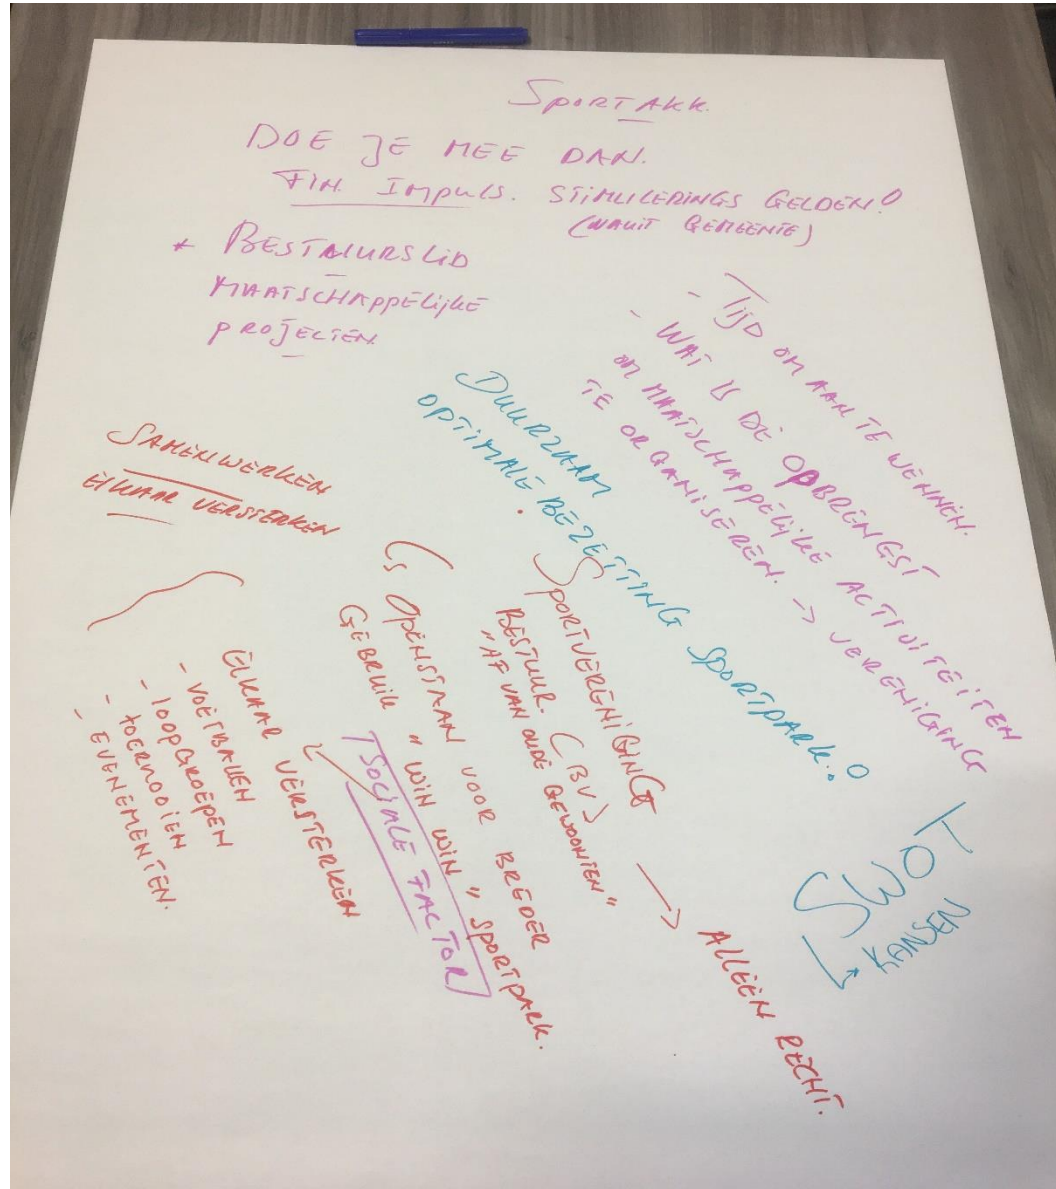 SPORTAKK.
DOE JE MEE DAN.
FIN. IMPULS. STIMULERINGS GELDEN!
(VANUIT GEMEENTE)
* BESTUURSLID
MAATSCHAPPELIJKE
PROJECTEN
- TIJD OM AAN TE WENNEN.
- WAT IS DE OPBRENGST
OM MAATSCHAPPELIJKE ACTIVITEITEN
TE ORGANISEREN. -> VERENIGING
DUURZAAM
OPTIMALE BEZETTING SPORTPARK..!
SAMENWERKEN
ELKAAR VERSTERKEN
SPORTVERENIGING
BESTUUR. (BV)
"AF VAN OUDE GEWOONTEN"
-> ALLEEN RECHT.
OPENSTAAN VOOR BREDER
GEBRUIK "WIN WIN" SPORTPARK.
SOCIALE FACTOR
ELKAAR VERSTERKEN
- VOETBALLEN
- LOOPGROEPEN
- TOERNOOIEN
- EVENEMENTEN.
KANSEN